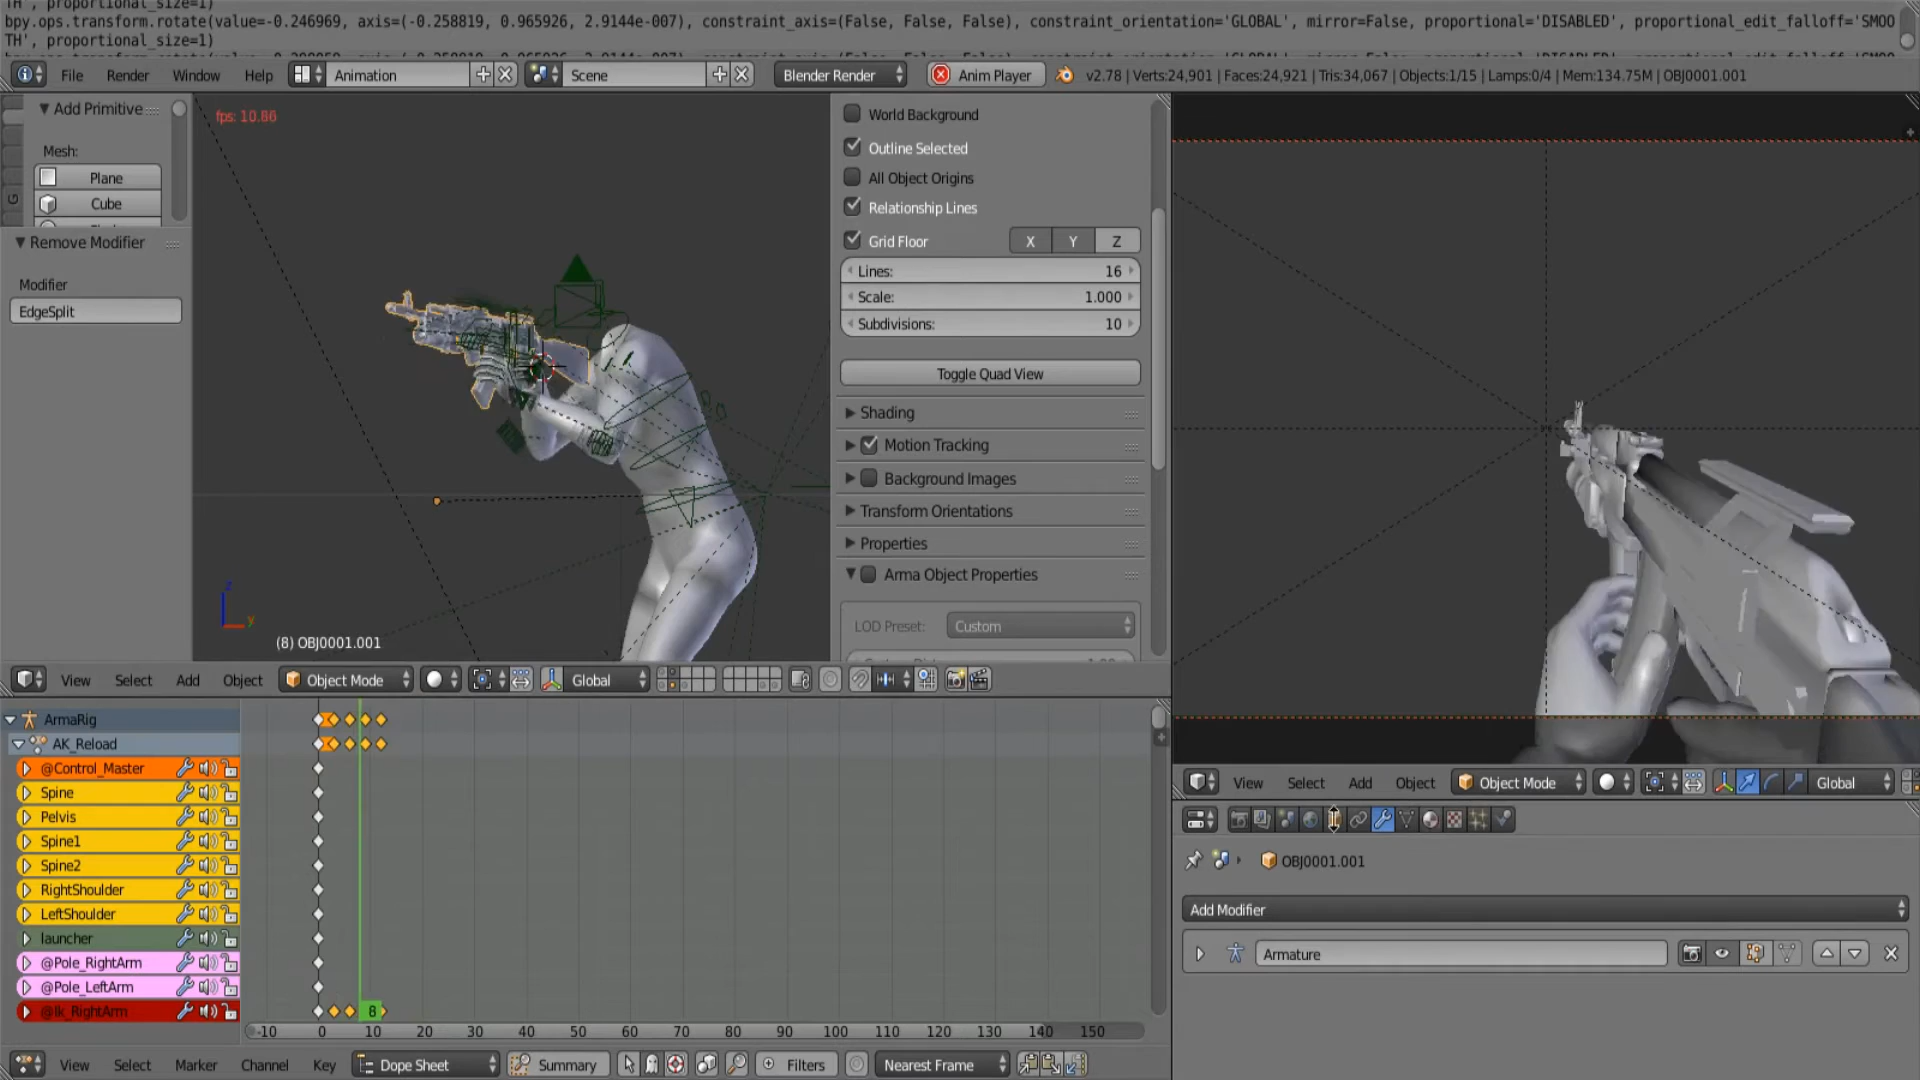 TH', proportional_size=1)
bpy.ops.transform.rotate(value=-0.246969, axis=(-0.258819, 0.965926, 2.9144e-007), constraint_axis=(False, False, False), constraint_orientation='GLOBAL', mirror=False, proportional='DISABLED', proportional_edit_falloff='SMOO
TH', proportional_size=1)
File Render Window Help Animation Scene Blender Render Anim Player v2.78 | Verts:24,901 | Faces:24,921 | Tris:34,067 | Objects:1/15 | Lamps:0/4 | Mem:134.75M | OBJ0001.001
Add Primitive
Mesh:
Plane
Cube
G
Remove Modifier
Modifier
EdgeSplit
fps: 10.86
z
y
(8) OBJ0001.001
World Background
Outline Selected
All Object Origins
Relationship Lines
Grid Floor X Y Z
Lines: 16
Scale: 1.000
Subdivisions: 10
Toggle Quad View
Shading
Motion Tracking
Background Images
Transform Orientations
Properties
Arma Object Properties
LOD Preset: Custom
View Select Add Object Object Mode Global
ArmaRig
AK_Reload
@Control_Master
Spine
Pelvis
Spine1
Spine2
RightShoulder
LeftShoulder
launcher
@Pole_RightArm
@Pole_LeftArm
@Ik_RightArm
8
-10 0 10 20 30 40 50 60 70 80 90 100 110 120 130 140 150
View Select Marker Channel Key Dope Sheet Summary Filters Nearest Frame
View Select Add Object Object Mode Global
OBJ0001.001
Add Modifier
Armature